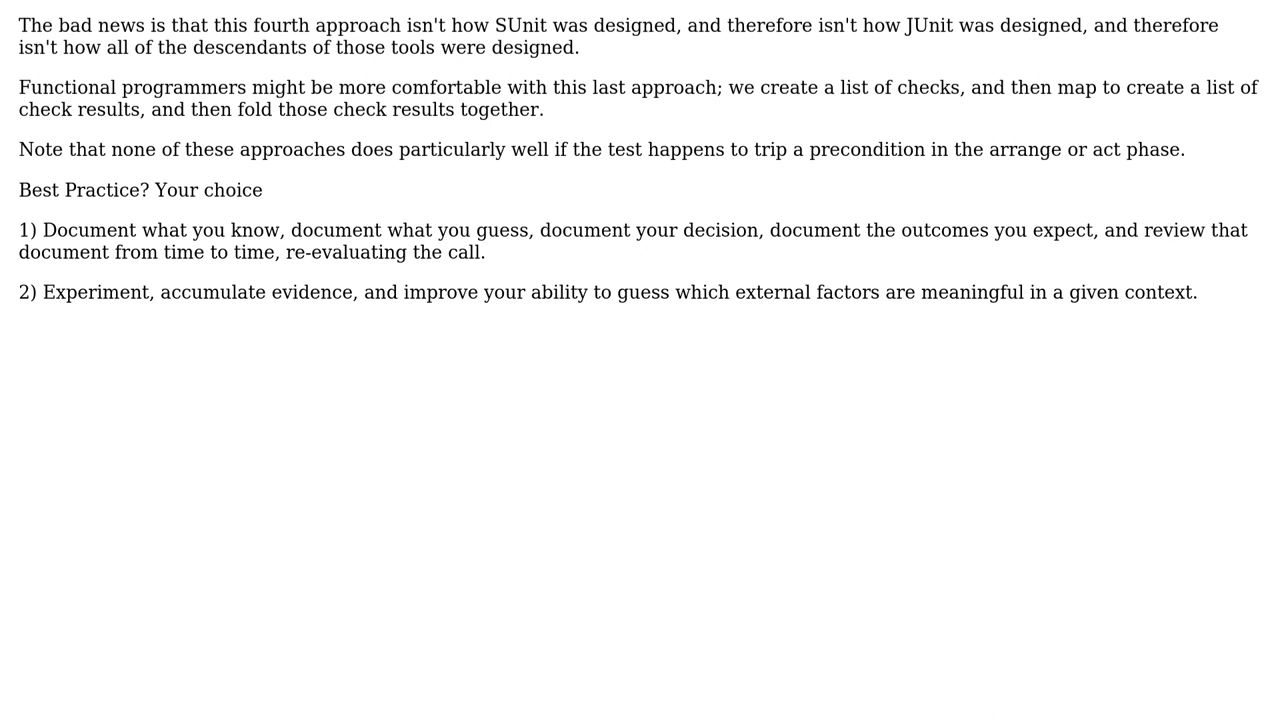 The bad news is that this fourth approach isn't how SUnit was designed, and therefore isn't how JUnit was designed, and therefore
isn't how all of the descendants of those tools were designed.
Functional programmers might be more comfortable with this last approach; we create a list of checks, and then map to create a list of
check results, and then fold those check results together.
Note that none of these approaches does particularly well if the test happens to trip a precondition in the arrange or act phase.
Best Practice? Your choice
1) Document what you know, document what you guess, document your decision, document the outcomes you expect, and review that
document from time to time, re-evaluating the call.
2) Experiment, accumulate evidence, and improve your ability to guess which external factors are meaningful in a given context.